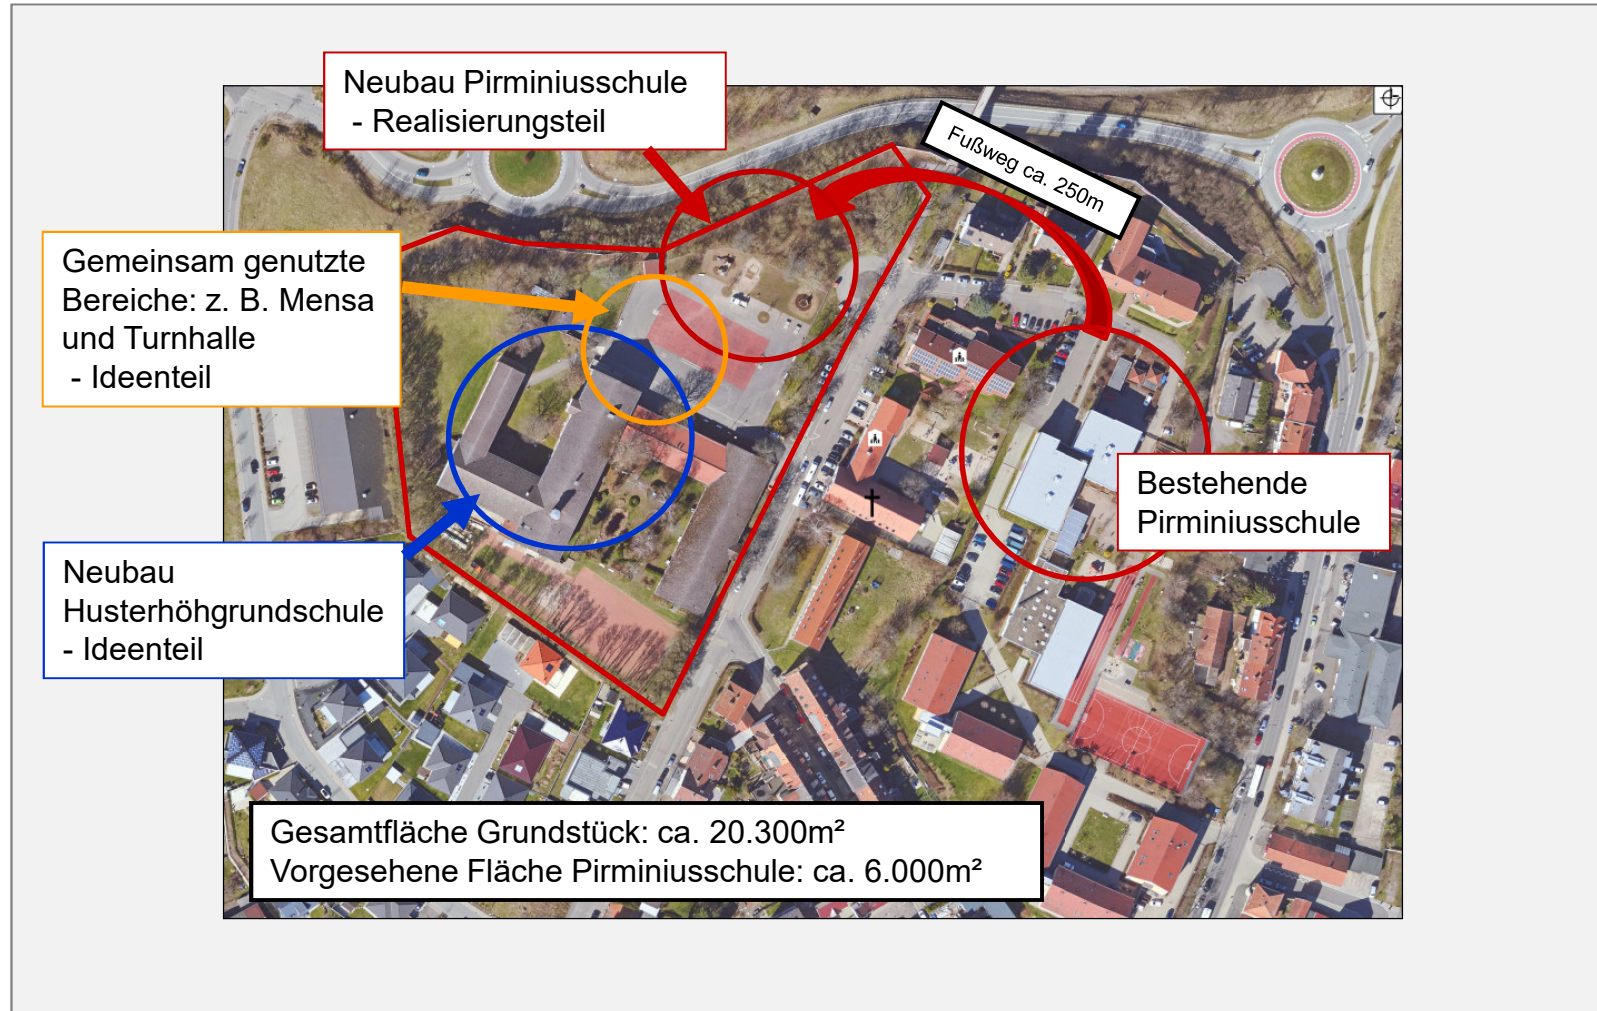 Neubau Pirminiusschule
- Realisierungsteil
Fußweg ca. 250m
Gemeinsam genutzte
Bereiche: z. B. Mensa
und Turnhalle
- Ideenteil
Bestehende
Pirminiusschule
Neubau
Husterhöhgrundschule
- Ideenteil
Gesamtfläche Grundstück: ca. 20.300m²
Vorgesehene Fläche Pirminiusschule: ca. 6.000m²